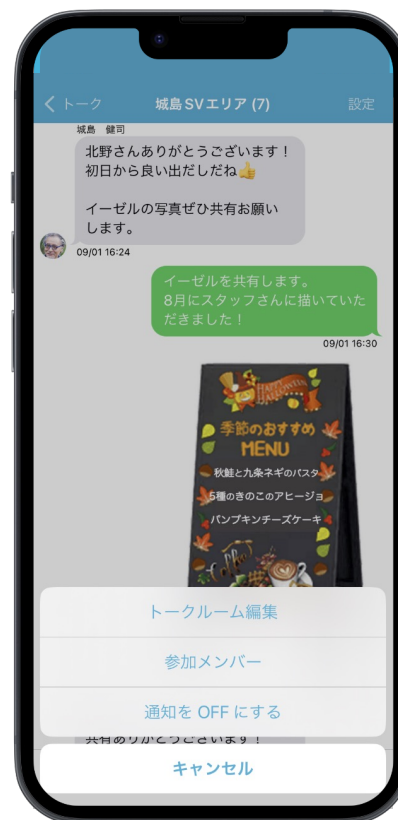 トーク
城島SVエリア (7)
設定
城島　健司
北野さんありがとうございます！
初日から良い出だしだね👍
イーゼルの写真ぜひ共有お願い
します。
09/01 16:24
イーゼルを共有します。
8月にスタッフさんに描いていた
だきました！
09/01 16:30
HAPPY
HALLOWEEN
季節のおすすめ
MENU
秋鮭と九条ネギのパスタ
5種のきのこのアヒージョ
パンプキンチーズケーキ
Coffee
トークルーム編集
参加メンバー
通知を OFF にする
共有ありがとうございます！
キャンセル